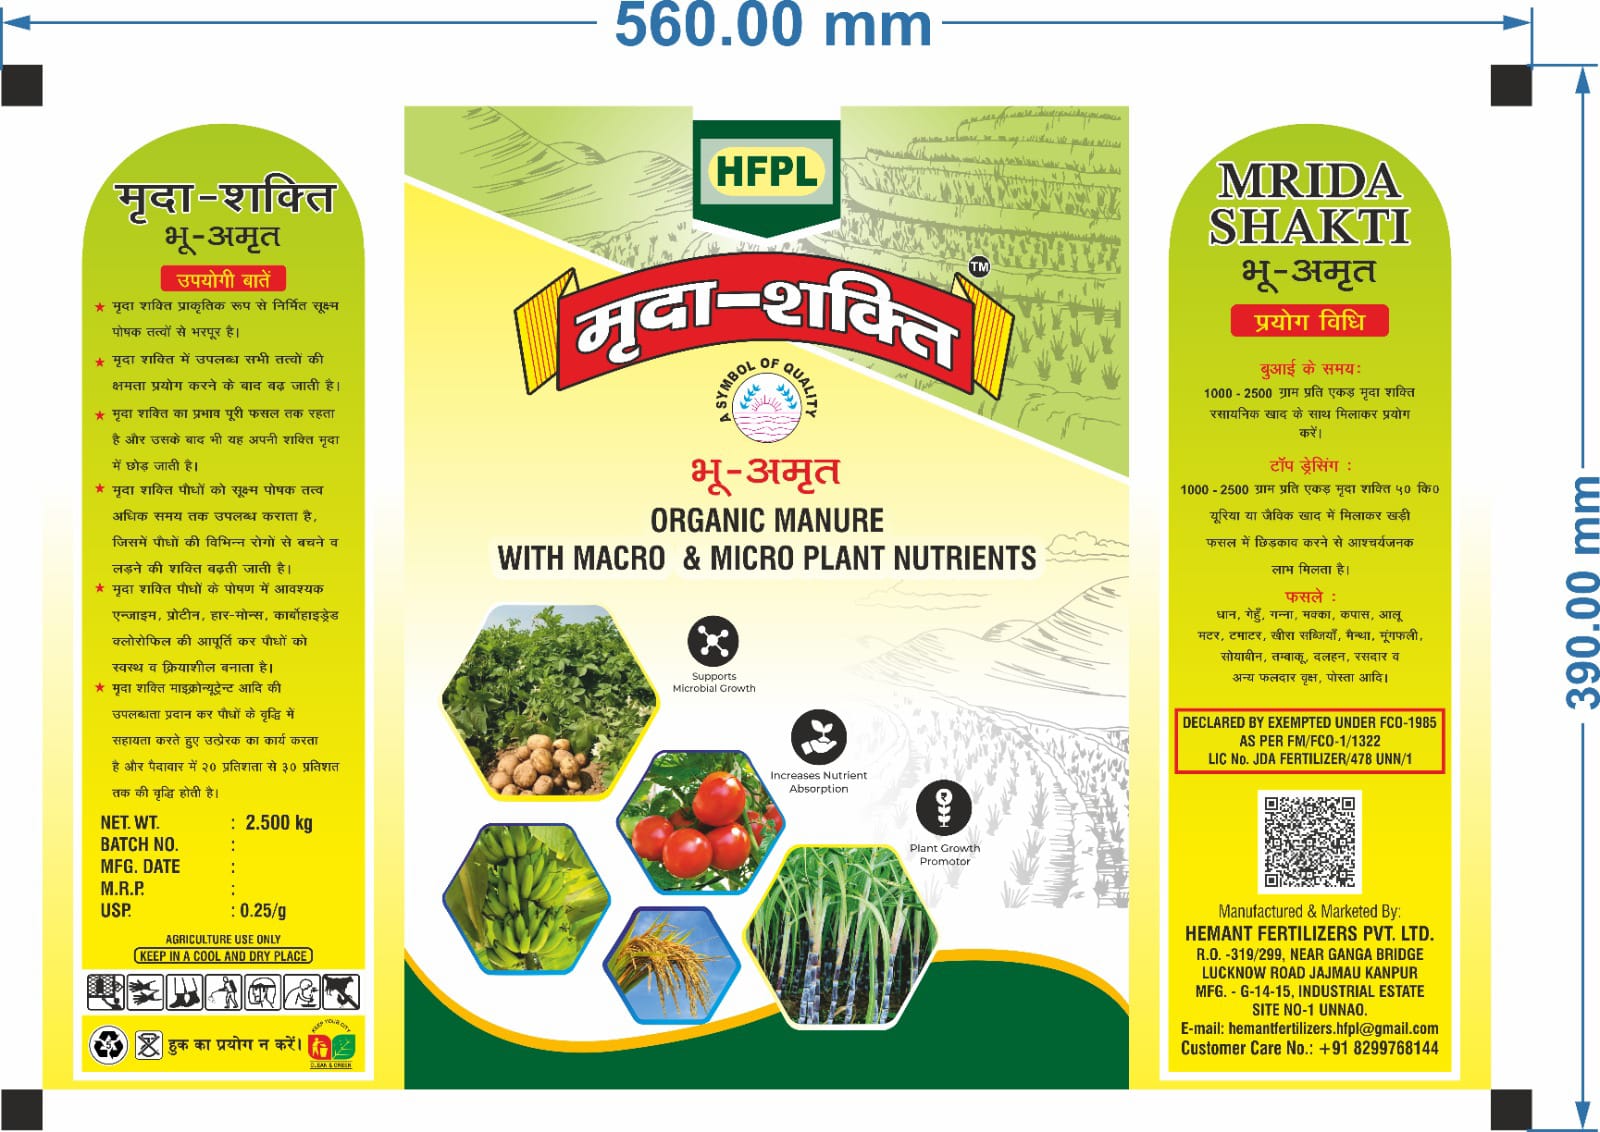 560.00 mm
390.00 mm
मृदा-शक्ति
भू-अमृत
उपयोगी बातें
★ मृदा शक्ति प्राकृतिक रूप से निर्मित सूक्ष्म
पोषक तत्वों से भरपूर है।
★ मृदा शक्ति में उपलब्ध सभी तत्वों की
क्षमता प्रयोग करने के बाद बढ़ जाती है।
★ मृदा शक्ति का प्रभाव पूरी फसल तक रहता
है और उसके बाद भी यह अपनी शक्ति मृदा
में छोड़ जाती है।
★ मृदा शक्ति पौधों को सूक्ष्म पोषक तत्व
अधिक समय तक उपलब्ध कराता है,
जिसमें पौधों की विभिन्न रोगों से बचने व
लड़ने की शक्ति बढ़ती जाती है।
★ मृदा शक्ति पौधों के पोषण में आवश्यक
एन्जाइम, प्रोटीन, हार-मोन्स, कार्बोहाइड्रेड
क्लोरोफिल की आपूर्ति कर पौधों को
स्वस्थ व क्रियाशील बनाता है।
★ मृदा शक्ति माइक्रोन्यूट्रेन्ट आदि की
उपलब्धता प्रदान कर पौधों के वृद्धि में
सहायता करते हुए उत्प्रेरक का कार्य करता
है और पैदावार में २० प्रतिशता से ३० प्रतिशत
तक की वृद्धि होती है।
NET. WT. : 2.500 kg
BATCH NO. :
MFG. DATE :
M.R.P. :
USP. : 0.25/g
AGRICULTURE USE ONLY
KEEP IN A COOL AND DRY PLACE
5
हुक का प्रयोग न करें।
KEEP YOUR CITY
CLEAN & GREEN
HFPL
मृदा-शक्ति
TM
A SYMBOL OF QUALITY
भू-अमृत
ORGANIC MANURE
WITH MACRO & MICRO PLANT NUTRIENTS
Supports
Microbial Growth
Increases Nutrient
Absorption
Plant Growth
Promotor
MRIDA
SHAKTI
भू-अमृत
प्रयोग विधि
बुआई के समय:
1000 - 2500 ग्राम प्रति एकड़ मृदा शक्ति
रसायनिक खाद के साथ मिलाकर प्रयोग
करें।
टॉप ड्रेसिंग :
1000 - 2500 ग्राम प्रति एकड़ मृदा शक्ति ५० कि०
यूरिया या जैविक खाद में मिलाकर खड़ी
फसल में छिड़काव करने से आश्चर्यजनक
लाभ मिलता है।
फसले :
धान, गेहूँ, गन्ना, मक्का, कपास, आलू
मटर, टमाटर, खीरा सब्जियाँ, मैन्था, मूंगफली,
सोयाबीन, तम्बाकू, दलहन, रसदार व
अन्य फलदार वृक्ष, पोस्ता आदि।
DECLARED BY EXEMPTED UNDER FCO-1985
AS PER FM/FCO-1/1322
LIC No. JDA FERTILIZER/478 UNN/1
Manufactured & Marketed By:
HEMANT FERTILIZERS PVT. LTD.
R.O. -319/299, NEAR GANGA BRIDGE
LUCKNOW ROAD JAJMAU KANPUR
MFG. - G-14-15, INDUSTRIAL ESTATE
SITE NO-1 UNNAO.
E-mail: hemantfertilizers.hfpl@gmail.com
Customer Care No.: +91 8299768144